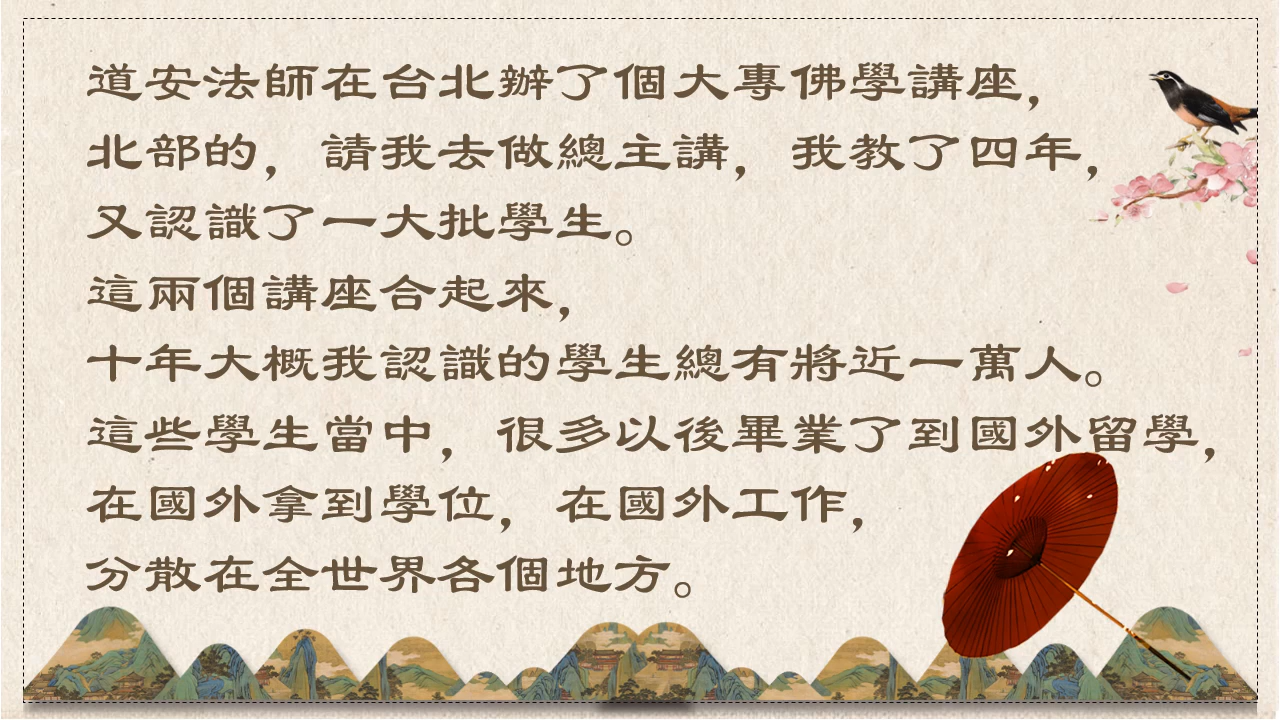 道安法師在台北辦了個大專佛學講座，
北部的，請我去做總主講，我教了四年，
又認識了一大批學生。
這兩個講座合起來，
十年大概我認識的學生總有將近一萬人。
這些學生當中，很多以後畢業了到國外留學，
在國外拿到學位，在國外工作，
分散在全世界各個地方。